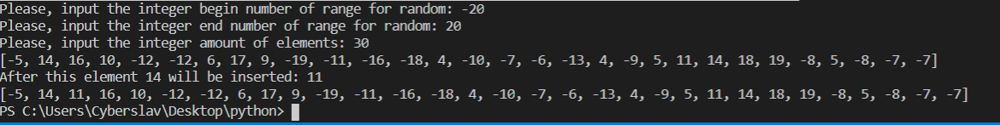 Please, input the integer begin number of range for random: -20
Please, input the integer end number of range for random: 20
Please, input the integer amount of elements: 30
[-5, 14, 16, 10, -12, -12, 6, 17, 9, -19, -11, -16, -18, 4, -10, -7, -6, -13, 4, -9, 5, 11, 14, 18, 19, -8, 5, -8, -7, -7]
After this element 14 will be inserted: 11
[-5, 14, 11, 16, 10, -12, -12, 6, 17, 9, -19, -11, -16, -18, 4, -10, -7, -6, -13, 4, -9, 5, 11, 14, 18, 19, -8, 5, -8, -7, -7]
PS C:\Users\Cyberslav\Desktop\python>